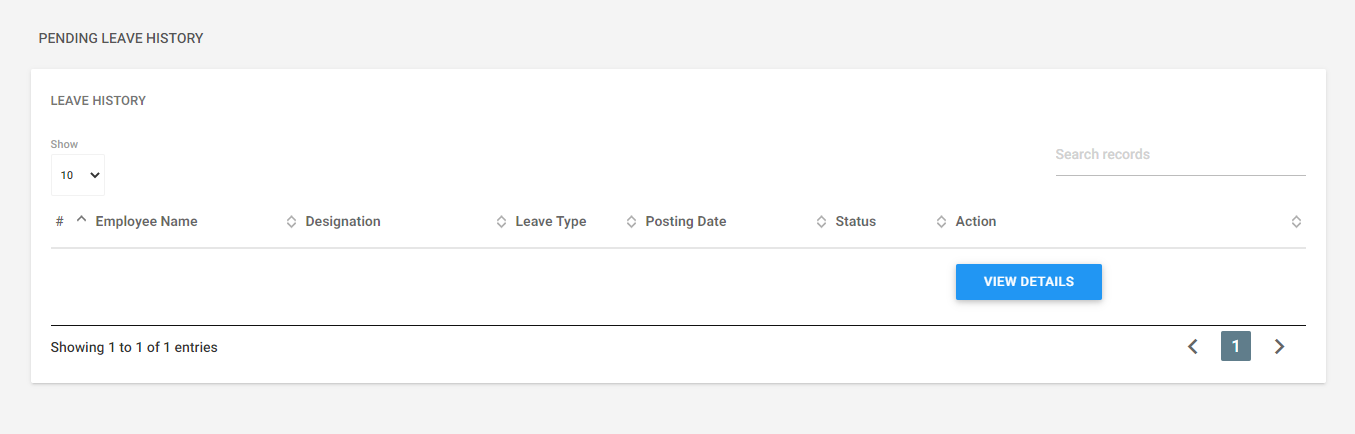 PENDING LEAVE HISTORY
LEAVE HISTORY
Show
10
Search records
# Employee Name Designation Leave Type Posting Date Status Action
VIEW DETAILS
Showing 1 to 1 of 1 entries
1